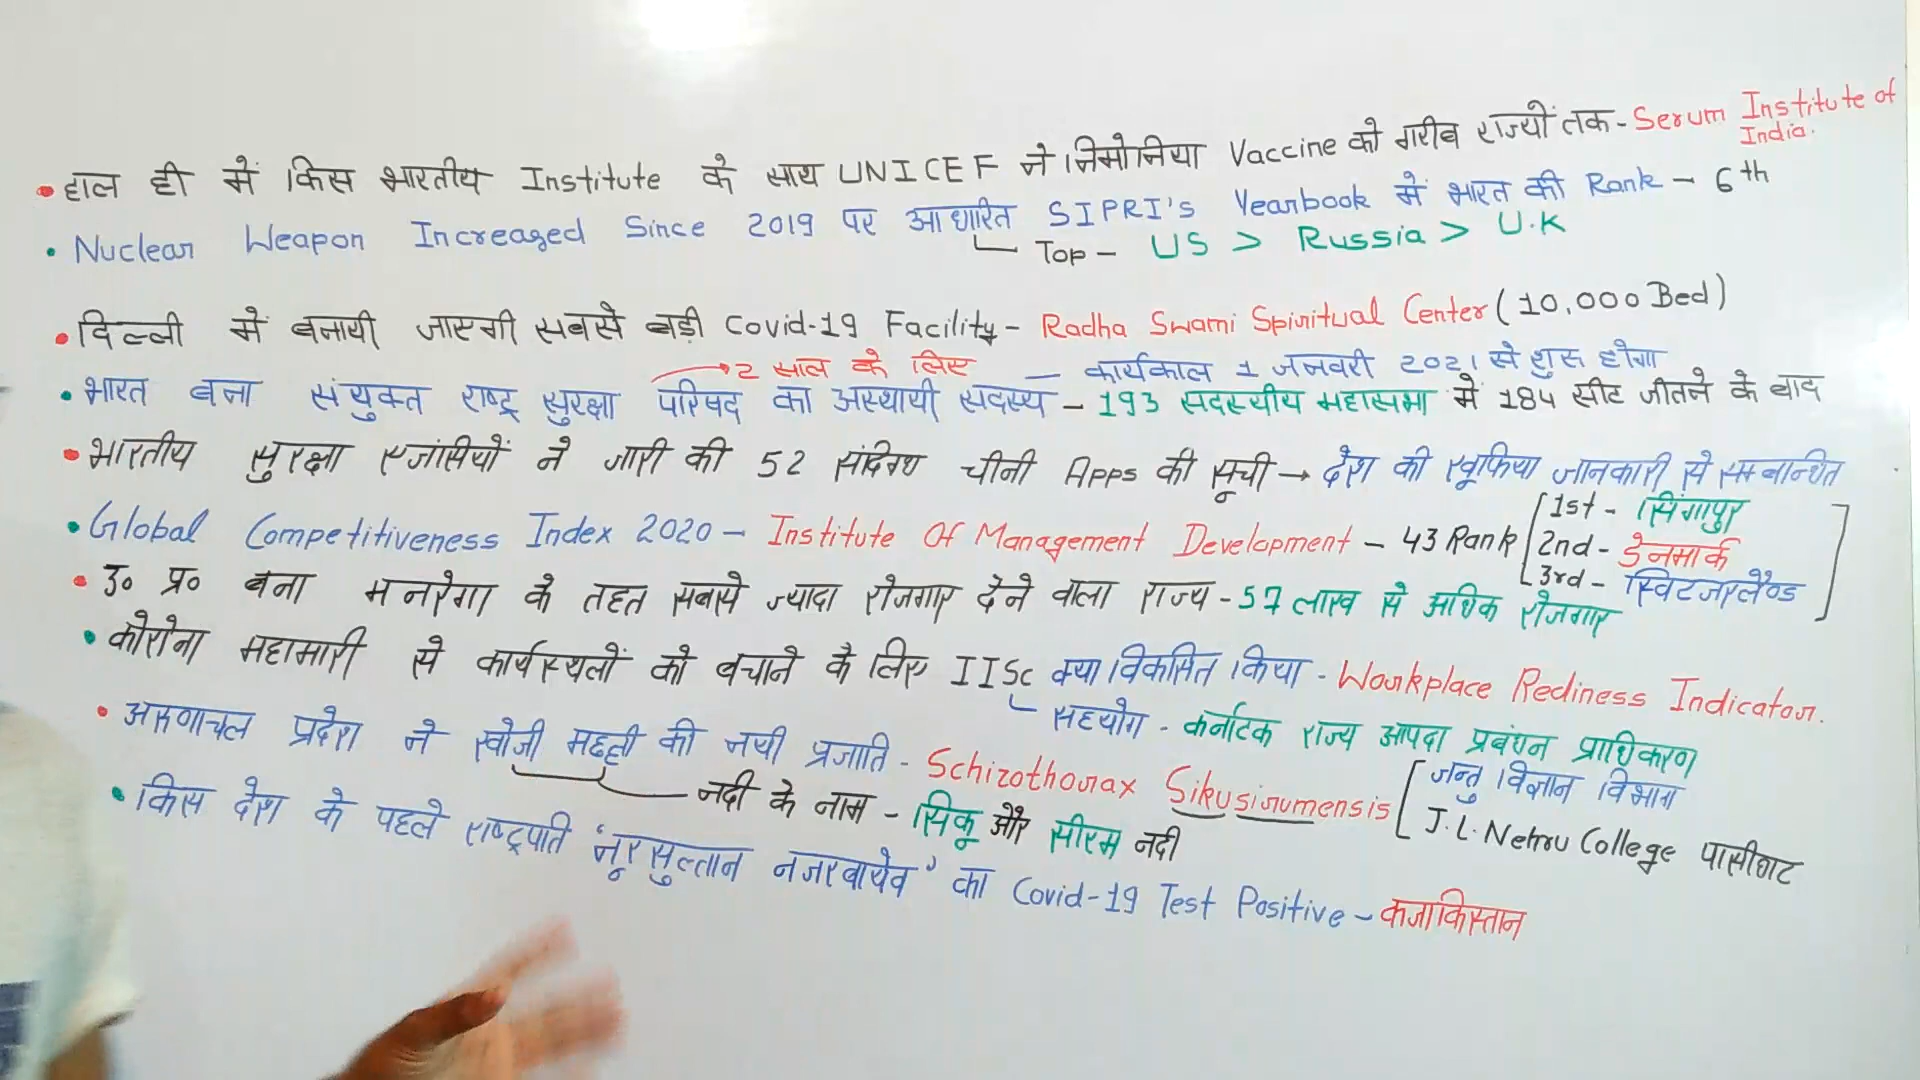 • हाल ही में किस भारतीय Institute के साथ UNICEF ने निमोनिया Vaccine को गरीब राज्यों तक - Serum Institute of India.
• Nuclear Weapon Increased Since 2019 पर आधारित SIPRI's Yearbook में भारत की Rank - 6th
Top - US > Russia > U.K
• दिल्ली में बनायी जाएगी सबसे बड़ी Covid-19 Facility - Radha Swami Spiritual Center (10,000 Bed)
→ 2 साल के लिए — कार्यकाल 1 जनवरी 2021 से शुरू होगा
• भारत बना संयुक्त राष्ट्र सुरक्षा परिषद का अस्थायी सदस्य - 193 सदस्यीय महासभा में 184 सीट जीतने के बाद
• भारतीय सुरक्षा एजंसियों ने जारी की 52 संदिग्ध चीनी Apps की सूची → देश की खूफिया जानकारी से सम्बान्धित
• Global Competitiveness Index 2020 - Institute Of Management Development - 43 Rank
1st - सिंगापुर
2nd - डेनमार्क
3rd - स्विटजरलैण्ड
• उ० प्र० बना मनरेगा के तहत सबसे ज्यादा रोजगार देने वाला राज्य - 57 लाख से अधिक रोजगार
• कोरोना महामारी से कार्यस्थलों को बचाने के लिए IISc क्या विकसित किया - Workplace Rediness Indicator.
सहयोग - कर्नाटक राज्य आपदा प्रबंधन प्राधिकरण
• अरुणाचल प्रदेश ने खोजी मछली की नयी प्रजाति - Schizothorax Sikusirumensis
जन्तु विज्ञान विभाग
J.L. Nehru College पासीघाट
नदी के नाम - सिकू और सीरम नदी
• किस देश के पहले राष्ट्रपति 'नूरसुल्तान नजरबायेव' का Covid-19 Test Positive - कजाकिस्तान